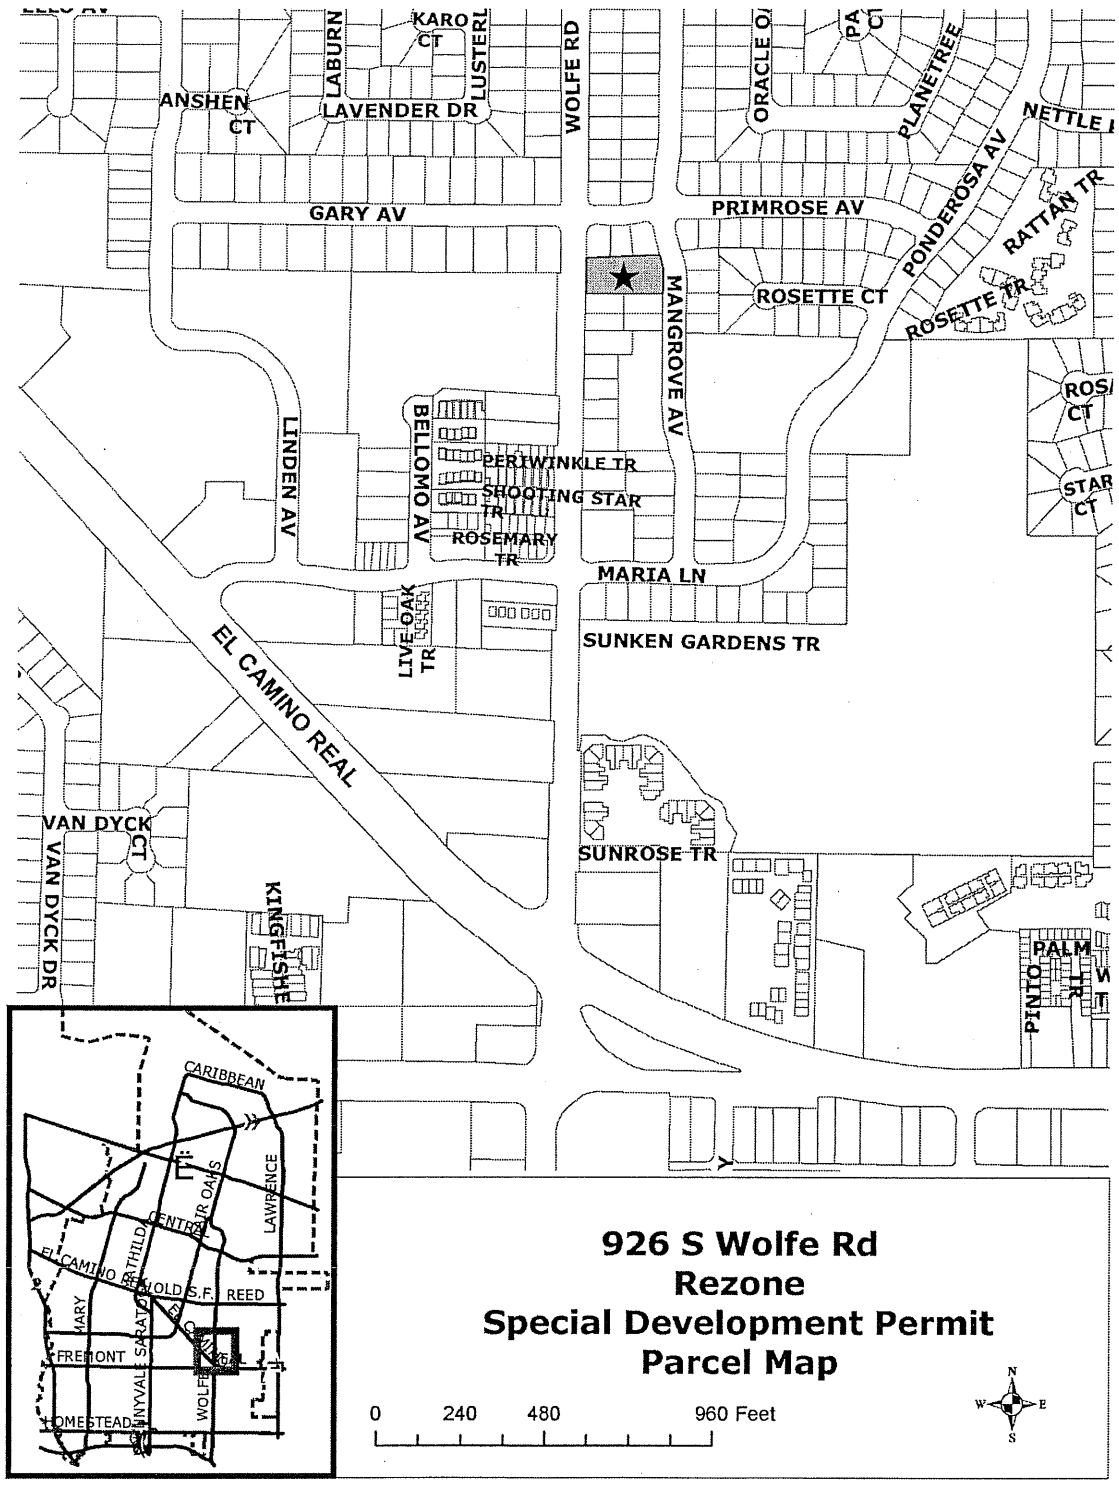 KARO
CT
LABURN
WOLFE RD
PLANETREE
ANSHEN
CT
LAVENDER DR
NETTLE
PONDEROSA AV
RATTAN TR
GARY AV
PRIMROSE AV
ROSETTE CT
ROSETTE TR
MANGROVE AV
LINDEN AV
BELLOMO AV
CT
PERIWINKLE TR
SHOOTING STAR
TR
STAR
CT
ROSEMARY
TR
MARIA LN
LIVE OAK
TR
SUNKEN GARDENS TR
EL CAMINO REAL
VAN DYCK
CT
VAN DYCK DR
SUNROSE TR
KINGFISHE
PALM
TR
PINTO
CARIBBEAN
LAWRENCE
CENTRAL
EL CAMINO
OLD S.F.
REED
MARY
FREMONT
WOLFE
HOMESTEAD
926 S Wolfe Rd
Rezone
Special Development Permit
Parcel Map
0 240 480 960 Feet
N
W E
S